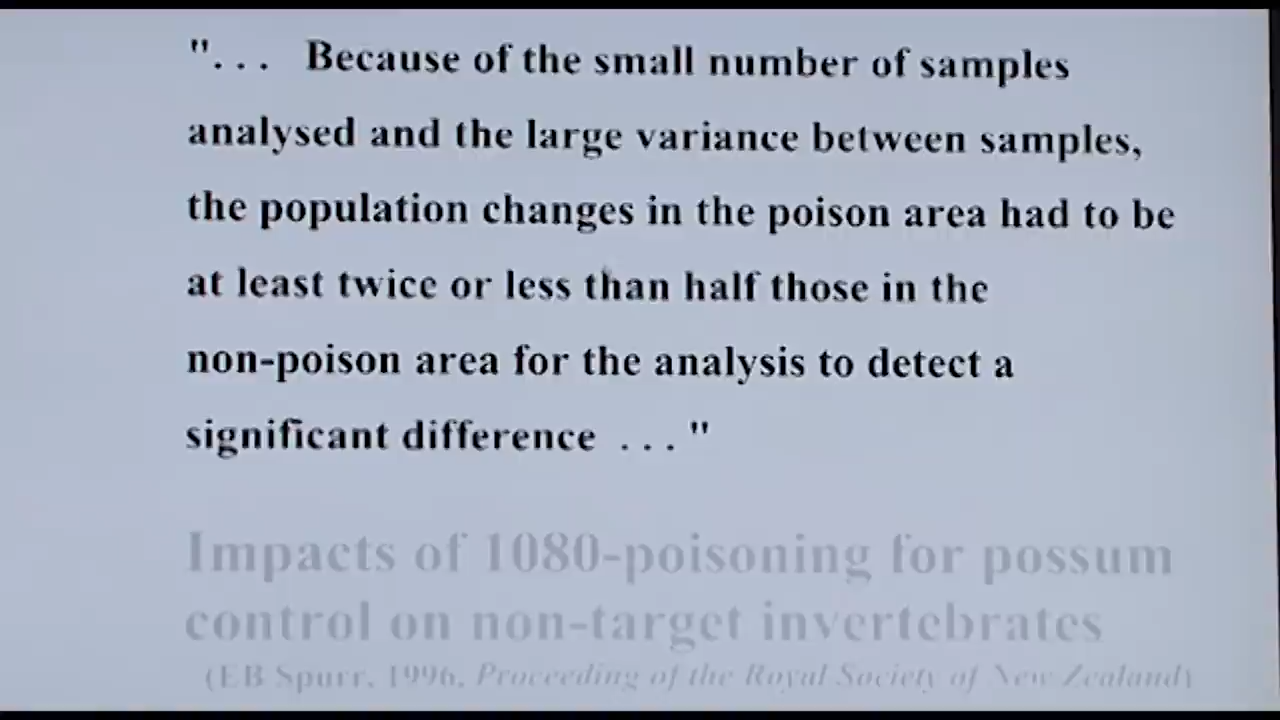 ". . . Because of the small number of samples
analysed and the large variance between samples,
the population changes in the poison area had to be
at least twice or less than half those in the
non-poison area for the analysis to detect a
significant difference . . ."
Impacts of 1080-poisoning for possum
control on non-target invertebrates
(EB Spurr, 1996, Proceeding of the Royal Society of New Zealand)